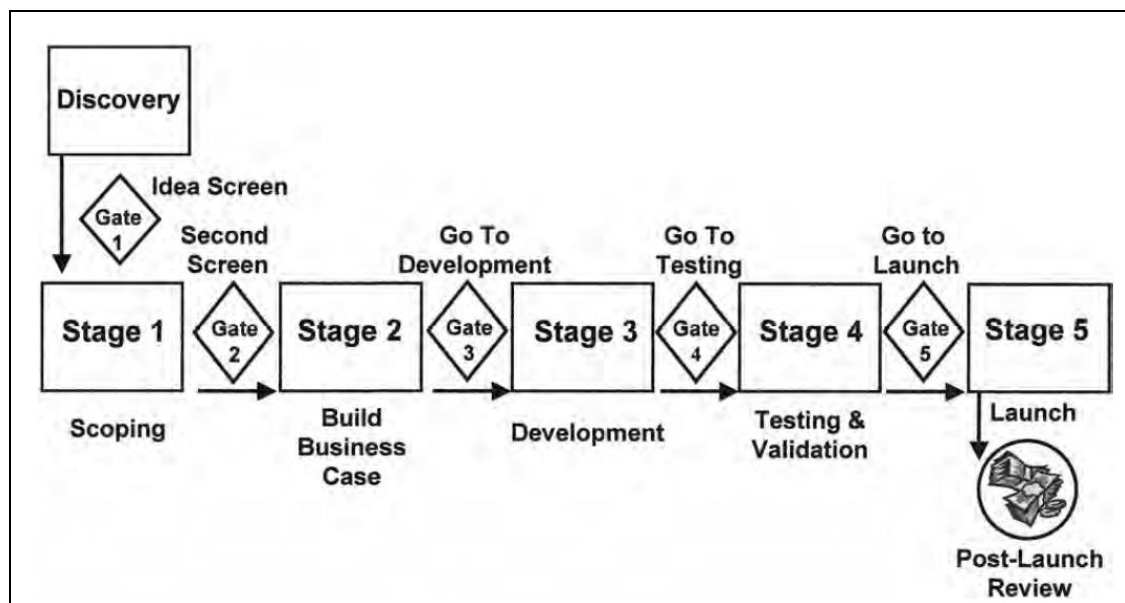 Discovery
Idea Screen
Gate
1
Second
Screen
Go To
Development
Go To
Testing
Go to
Launch
Stage 1
Gate
2
Stage 2
Gate
3
Stage 3
Gate
4
Stage 4
Gate
5
Stage 5
Scoping
Build
Business
Case
Development
Testing &
Validation
Launch
Post-Launch
Review